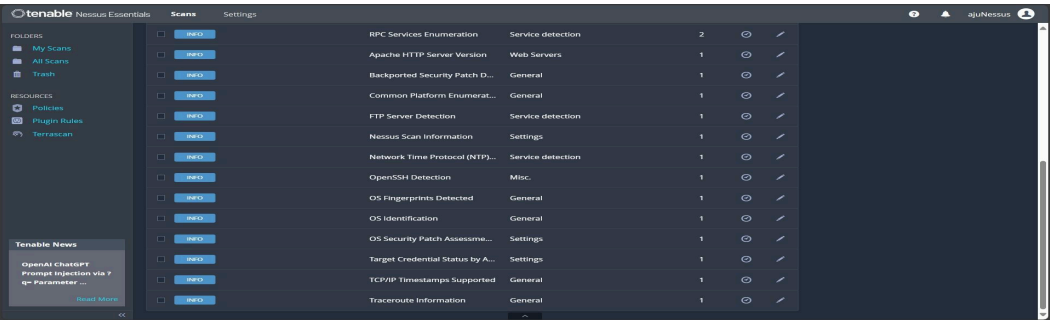 tenable Nessus Essentials Scans Settings ajuNessus
FOLDERS
My Scans
All Scans
Trash
RESOURCES
Policies
Plugin Rules
Terrascan
Tenable News
OpenAI ChatGPT
Prompt Injection via ?
q= Parameter ...
Read More
INFO RPC Services Enumeration Service detection 2
INFO Apache HTTP Server Version Web Servers 1
INFO Backported Security Patch D... General 1
INFO Common Platform Enumerat... General 1
INFO FTP Server Detection Service detection 1
INFO Nessus Scan Information Settings 1
INFO Network Time Protocol (NTP)... Service detection 1
INFO OpenSSH Detection Misc. 1
INFO OS Fingerprints Detected General 1
INFO OS Identification General 1
INFO OS Security Patch Assessme... Settings 1
INFO Target Credential Status by A... Settings 1
INFO TCP/IP Timestamps Supported General 1
INFO Traceroute Information General 1